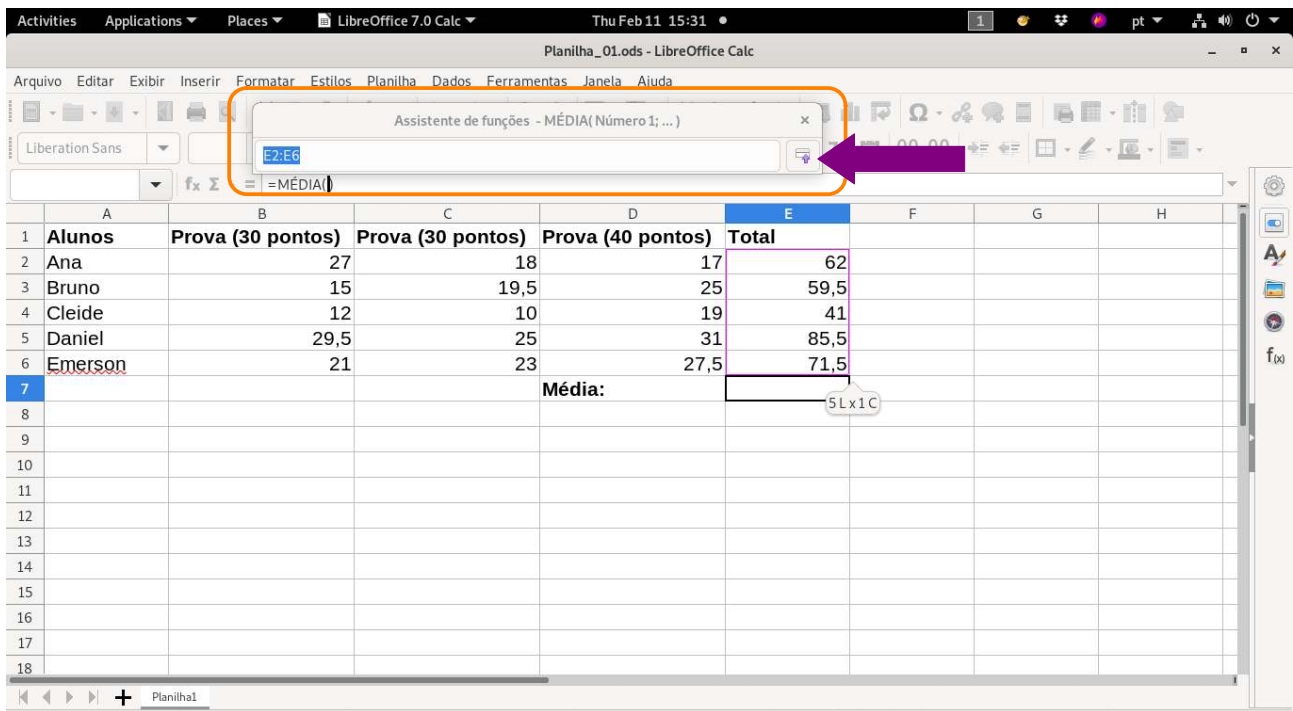 Activities Applications Places LibreOffice 7.0 Calc Thu Feb 11 15:31 1 pt
Planilha_01.ods - LibreOffice Calc
Arquivo Editar Exibir Inserir Formatar Estilos Planilha Dados Ferramentas Janela Ajuda
Assistente de funções - MÉDIA( Número 1; ... )
Liberation Sans
E2:E6
fx Σ = =MÉDIA()
A B C D E F G H
1 Alunos Prova (30 pontos) Prova (30 pontos) Prova (40 pontos) Total
2 Ana 27 18 17 62
3 Bruno 15 19,5 25 59,5
4 Cleide 12 10 19 41
5 Daniel 29,5 25 31 85,5
6 Emerson 21 23 27,5 71,5
7 Média:
5 L x 1 C
8
9
10
11
12
13
14
15
16
17
18
Planilha1